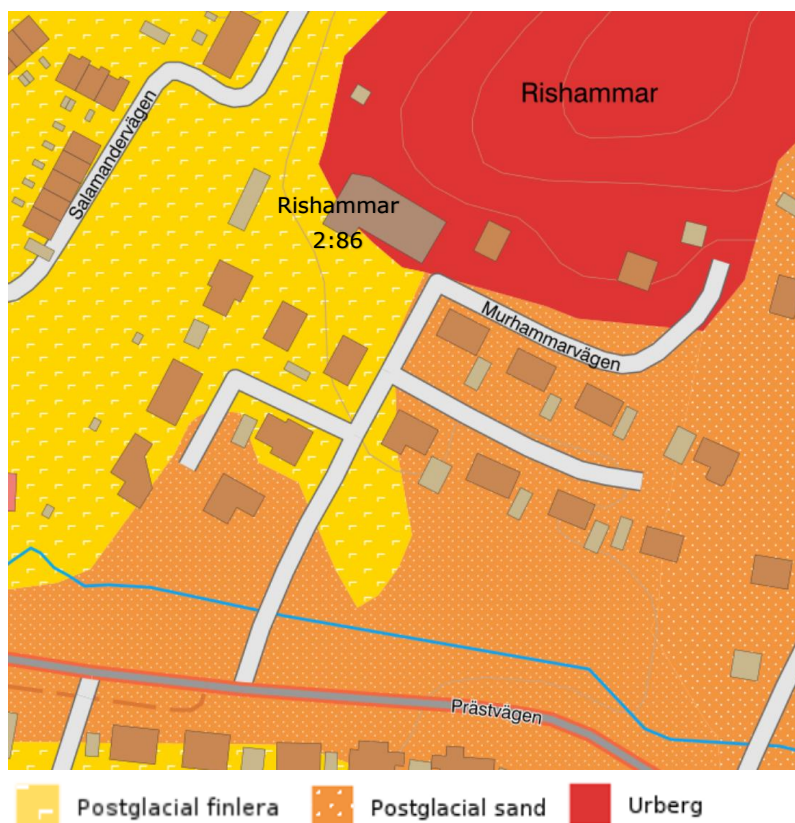 Rishammar
Salamandervägen
Rishammar
2:86
Murhammarvägen
Prästvägen
Postglacial finlera
Postglacial sand
Urberg